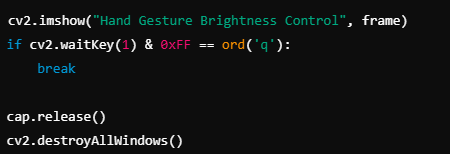 cv2.imshow("Hand Gesture Brightness Control", frame)
if cv2.waitKey(1) & 0xFF == ord('q'):
    break

cap.release()
cv2.destroyAllWindows()